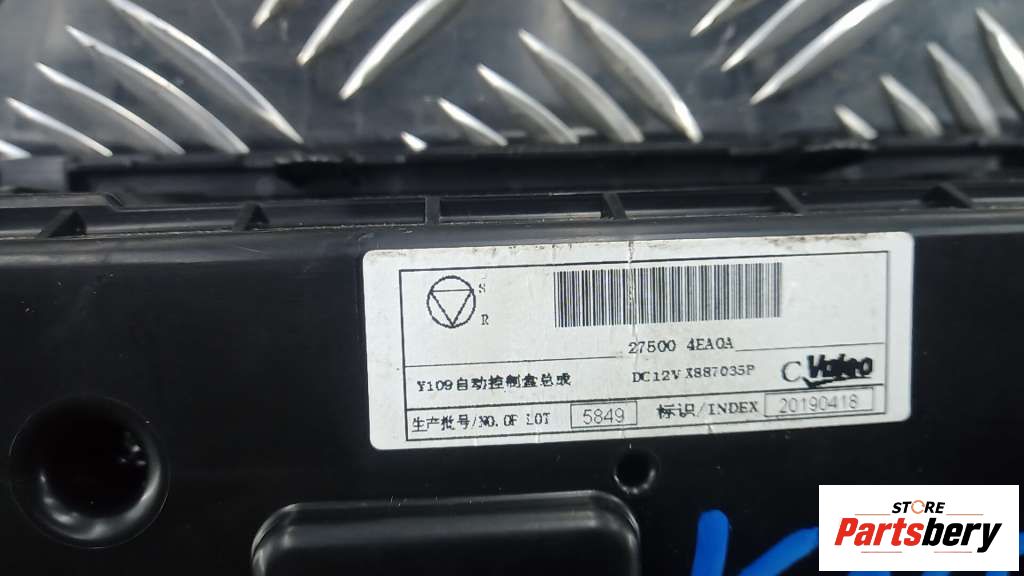 S
R
27500 4EA0A
Y109自动控制盒总成 DC12V X887035P C Valeo
生产批号/NO. OF LOT 5849 标识/INDEX 20190418
STORE
Partsbery